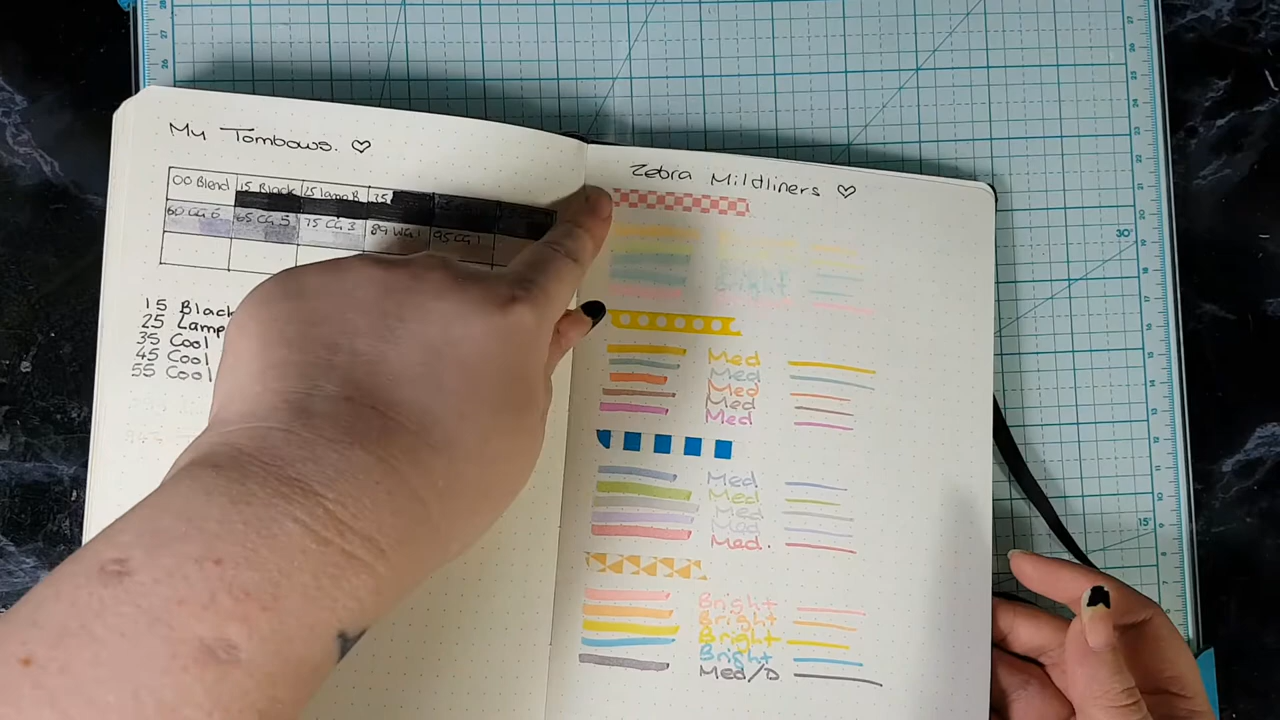 My Tombows. ♡
00 Blend 15 Black 25 Lamp B 35
60 CG 6 65 CG 5 75 CG 3 89 WG 1 95 CG 1
15 Black
25 Lamp
35 Cool
45 Cool
55 Cool
Zebra Mildliners ♡
Bright
Med
Med
Med
Med
Med
Med
Med
Med
Med
Med.
Bright
Bright
Bright
Bright
Med/D